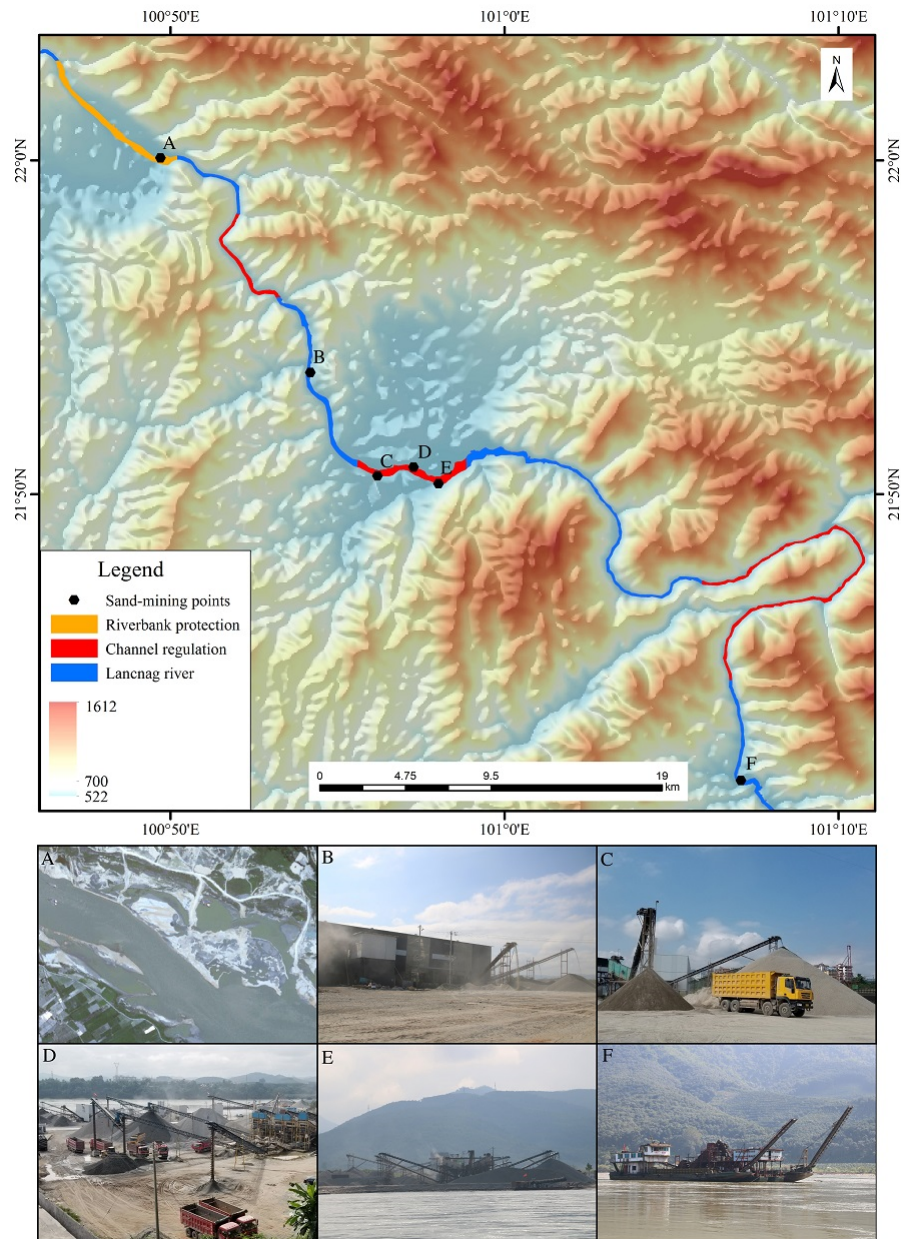 100°50'E 101°0'E 101°10'E
N
22°0'N 22°0'N
A
B
C D E
21°50'N 21°50'N
F
Legend
Sand-mining points
Riverbank protection
Channel regulation
Lancnag river
1612
700
522
0 4.75 9.5 19
km
100°50'E 101°0'E 101°10'E
A B C
D E F